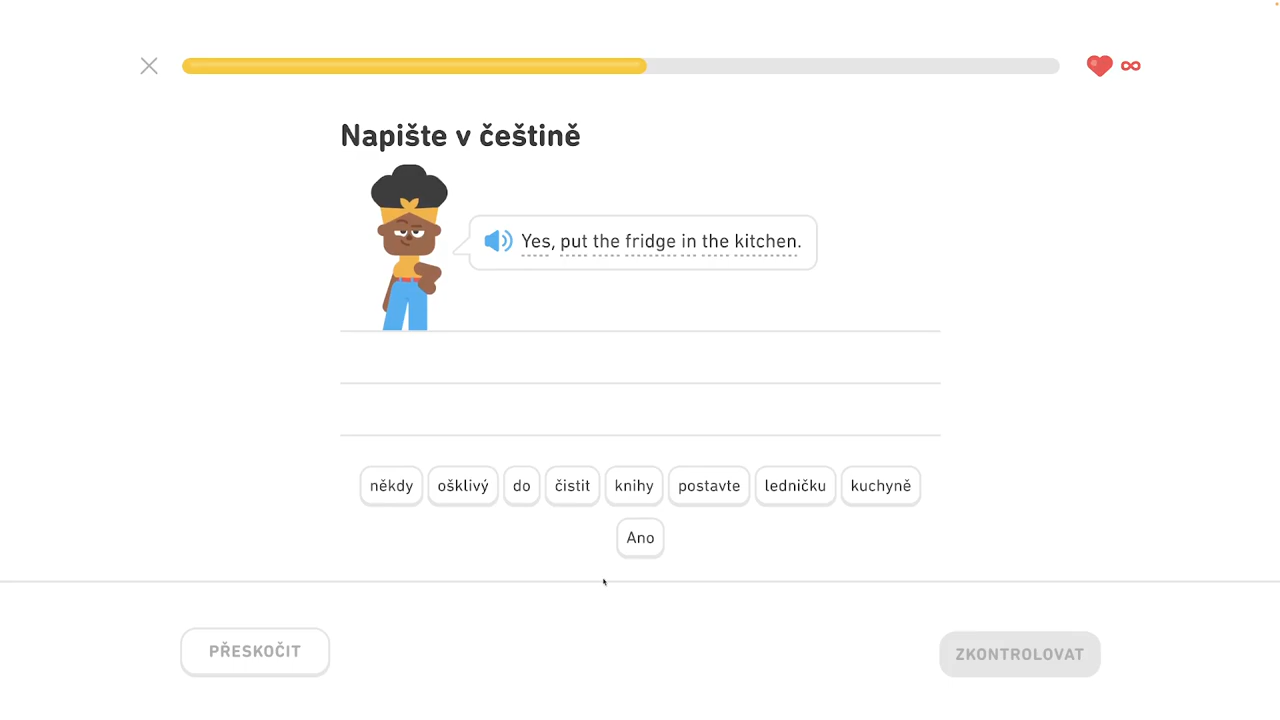 Napište v češtině
Yes, put the fridge in the kitchen.
někdy ošklivý do čistit knihy postavte ledničku kuchyně
Ano
PŘESKOČIT ZKONTROLOVAT